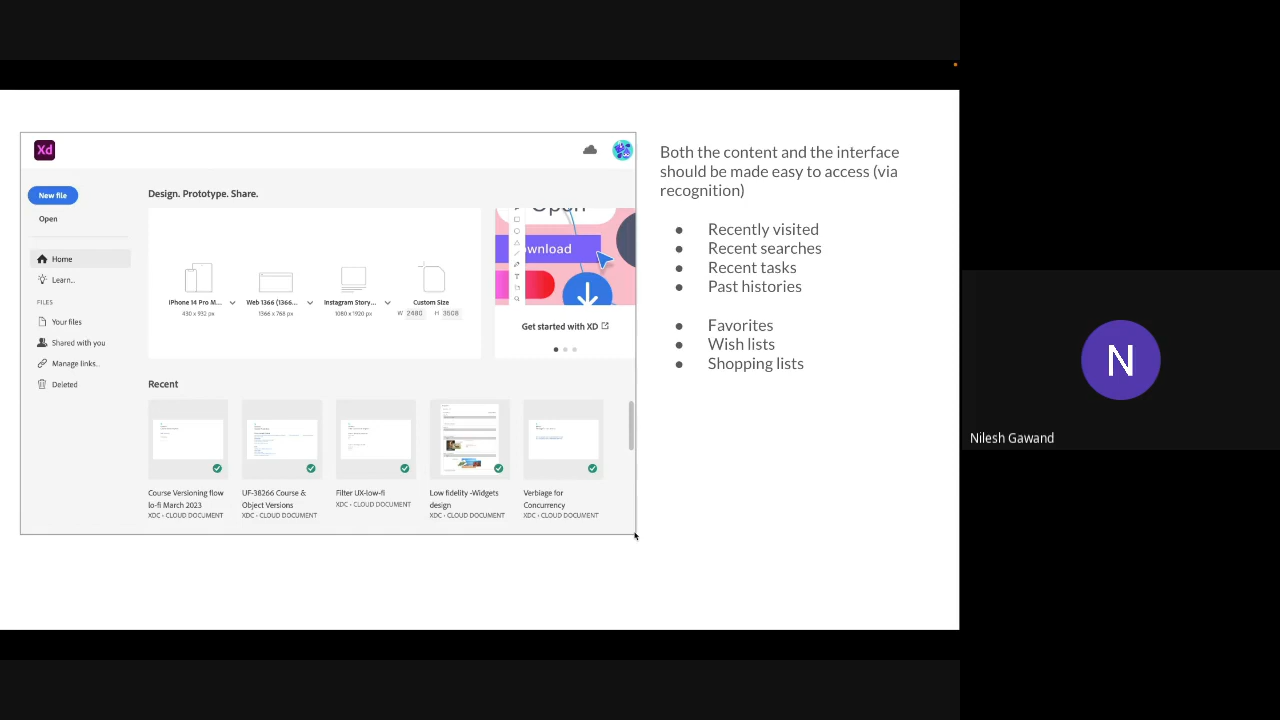 Xd
New file
Open
Home
Learn...
FILES
Your files
Shared with you
Manage links...
Deleted
Design. Prototype. Share.
iPhone 14 Pro M...
430 x 932 px
Web 1366 (1366...
1366 x 768 px
Instagram Story...
1080 x 1920 px
Custom Size
W 2480 H 3508
Open
ownload
Get started with XD
Recent
Course Versioning flow
lo-fi March 2023
XDC • CLOUD DOCUMENT
UF-38266 Course &
Object Versions
XDC • CLOUD DOCUMENT
Filter UX-low-fi
XDC • CLOUD DOCUMENT
Low fidelity -Widgets
design
XDC • CLOUD DOCUMENT
Verbiage for
Concurrency
XDC • CLOUD DOCUMENT
Both the content and the interface
should be made easy to access (via
recognition)
● Recently visited
● Recent searches
● Recent tasks
● Past histories
● Favorites
● Wish lists
● Shopping lists
N
Nilesh Gawand